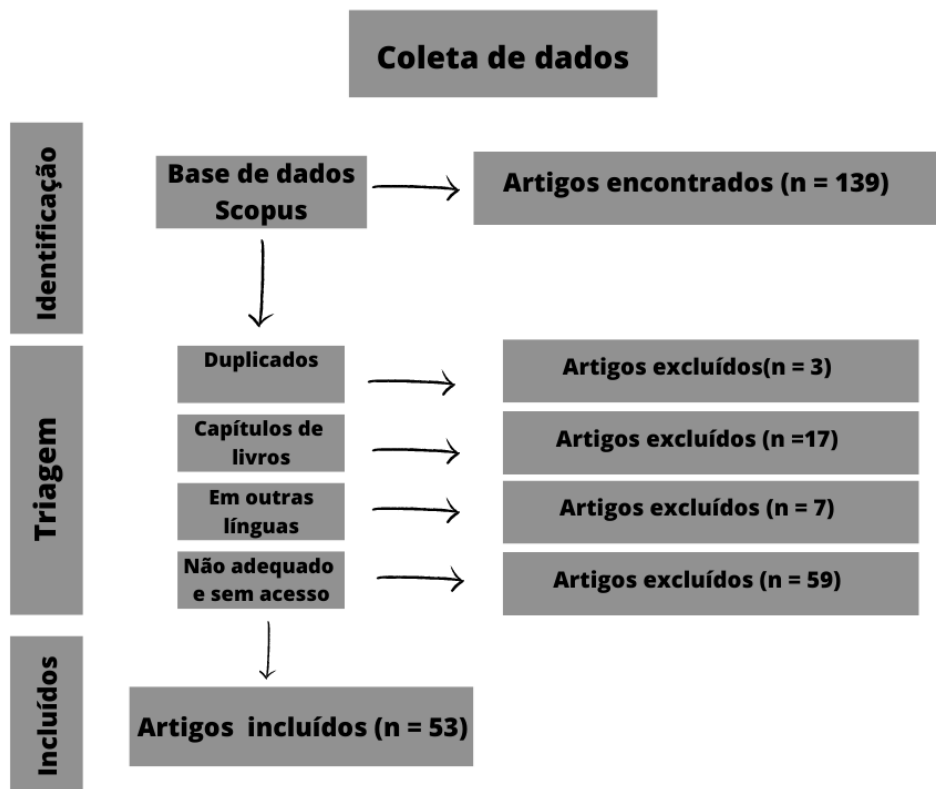 Coleta de dados
Identificação
Base de dados
Scopus
Artigos encontrados (n = 139)
Triagem
Duplicados
Artigos excluídos(n = 3)
Capítulos de
livros
Artigos excluídos (n =17)
Em outras
línguas
Artigos excluídos (n = 7)
Não adequado
e sem acesso
Artigos excluídos (n = 59)
Incluídos
Artigos incluídos (n = 53)